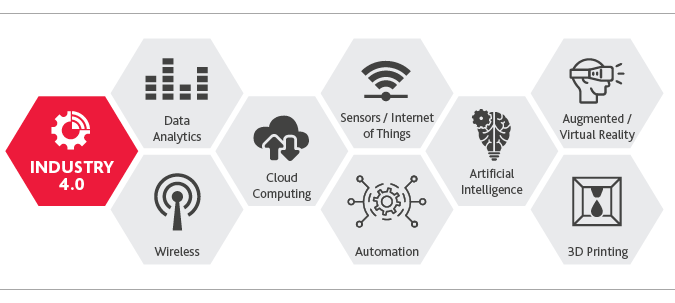 INDUSTRY
4.0
Data
Analytics
Wireless
Cloud
Computing
Sensors / Internet
of Things
Automation
Artificial
Intelligence
Augmented /
Virtual Reality
3D Printing